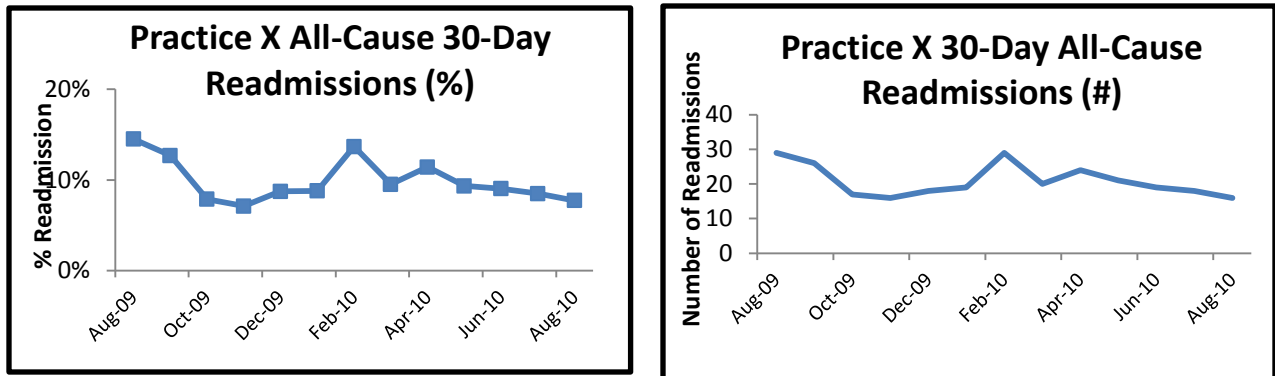 Practice X All-Cause 30-Day
Readmissions (%)
% Readmission
20%
10%
0%
Aug-09
Oct-09
Dec-09
Feb-10
Apr-10
Jun-10
Aug-10
Practice X 30-Day All-Cause
Readmissions (#)
Number of Readmissions
40
30
20
10
0
Aug-09
Oct-09
Dec-09
Feb-10
Apr-10
Jun-10
Aug-10